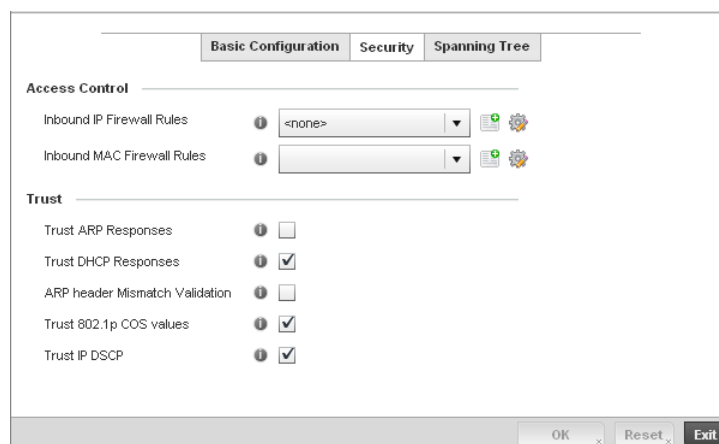 Basic Configuration Security Spanning Tree
Access Control
Inbound IP Firewall Rules <none>
Inbound MAC Firewall Rules
Trust
Trust ARP Responses
Trust DHCP Responses
ARP header Mismatch Validation
Trust 802.1p COS values
Trust IP DSCP
OK Reset Exit